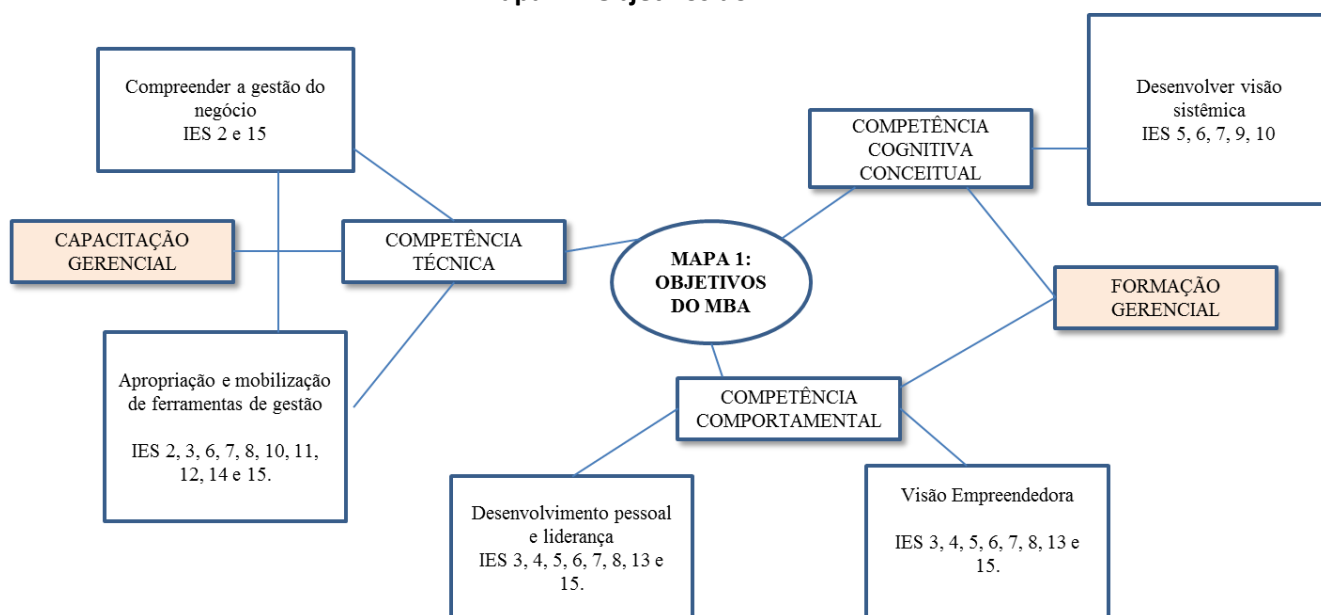 Compreender a gestão do
negócio
IES 2 e 15
CAPACITAÇÃO
GERENCIAL
COMPETÊNCIA
TÉCNICA
Apropriação e mobilização
de ferramentas de gestão
IES 2, 3, 6, 7, 8, 10, 11,
12, 14 e 15.
MAPA 1:
OBJETIVOS
DO MBA
COMPETÊNCIA
COGNITIVA
CONCEITUAL
Desenvolver visão
sistêmica
IES 5, 6, 7, 9, 10
FORMAÇÃO
GERENCIAL
COMPETÊNCIA
COMPORTAMENTAL
Desenvolvimento pessoal
e liderança
IES 3, 4, 5, 6, 7, 8, 13 e
15.
Visão Empreendedora
IES 3, 4, 5, 6, 7, 8, 13 e
15.